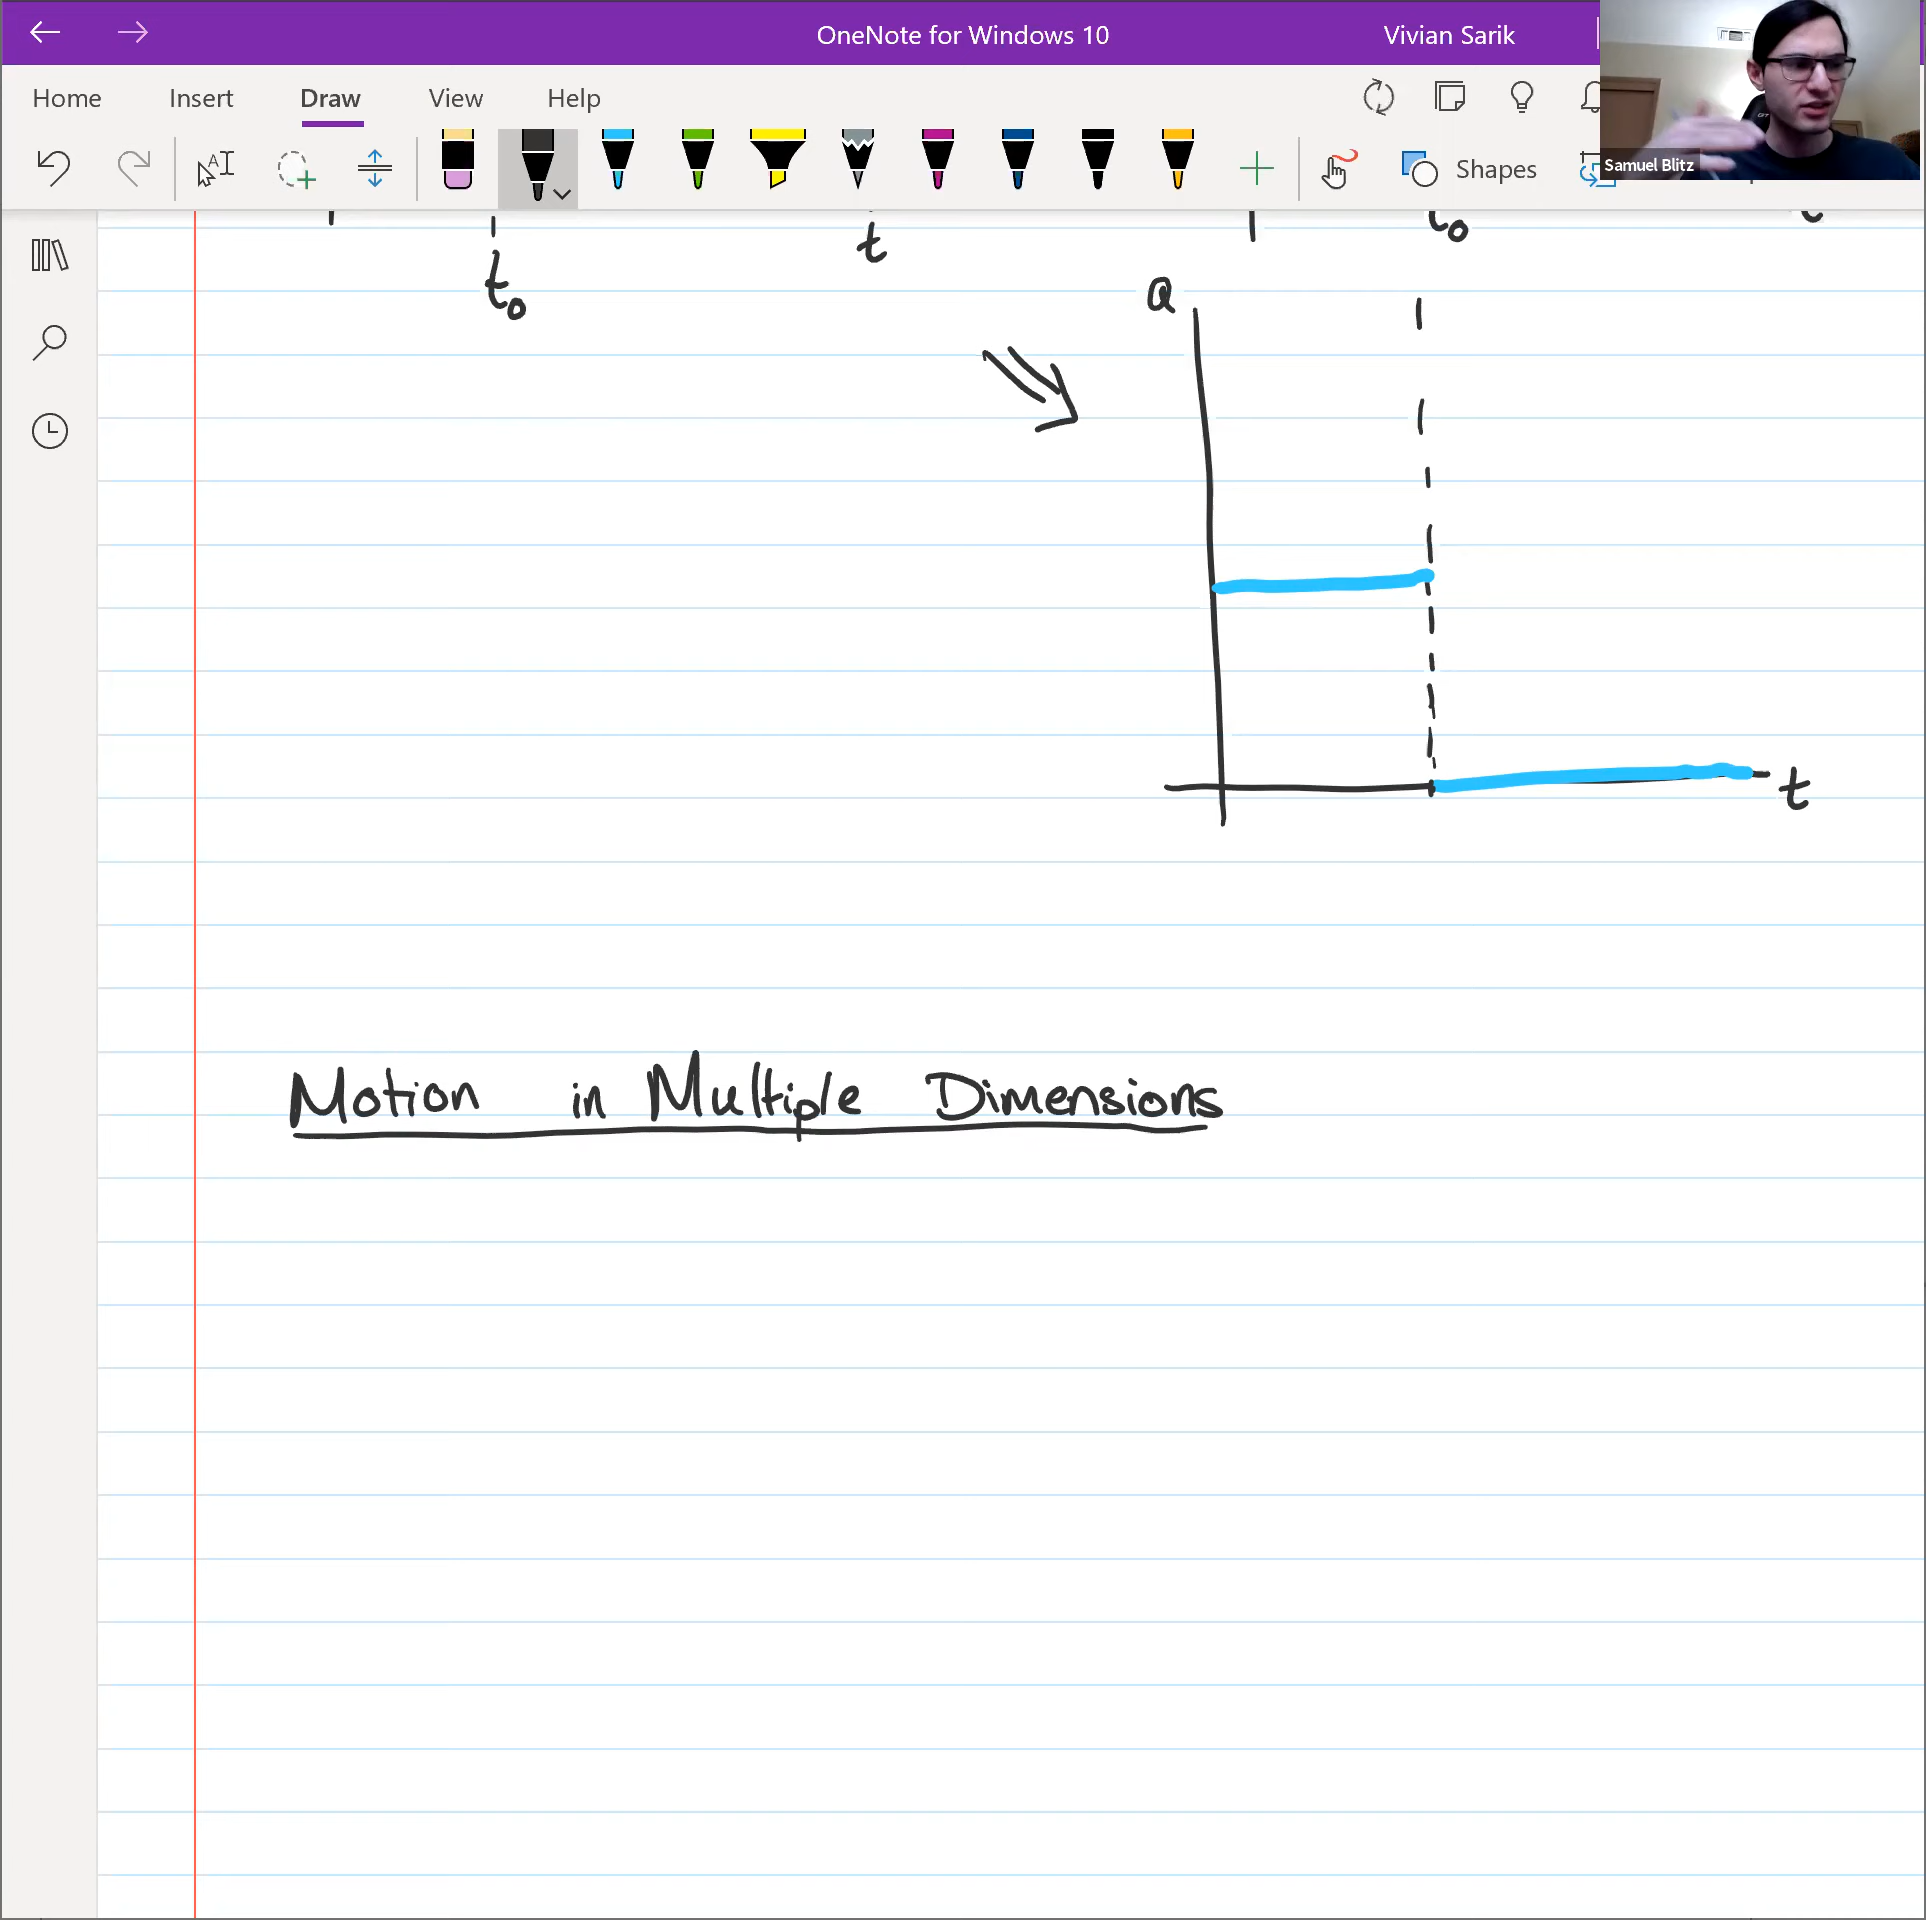 OneNote for Windows 10
Vivian Sarik
Home Insert Draw View Help
Shapes
Samuel Blitz
t₀
t
t₀
t
a
t
Motion in Multiple Dimensions